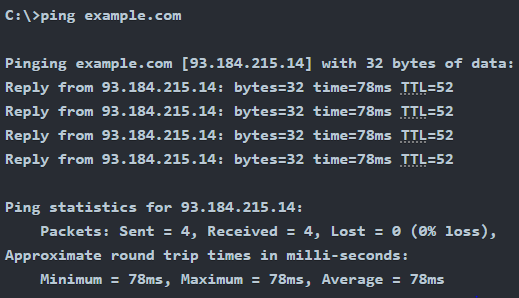 C:\>ping example.com
Pinging example.com [93.184.215.14] with 32 bytes of data:
Reply from 93.184.215.14: bytes=32 time=78ms TTL=52
Reply from 93.184.215.14: bytes=32 time=78ms TTL=52
Reply from 93.184.215.14: bytes=32 time=78ms TTL=52
Reply from 93.184.215.14: bytes=32 time=78ms TTL=52
Ping statistics for 93.184.215.14:
Packets: Sent = 4, Received = 4, Lost = 0 (0% loss),
Approximate round trip times in milli-seconds:
Minimum = 78ms, Maximum = 78ms, Average = 78ms